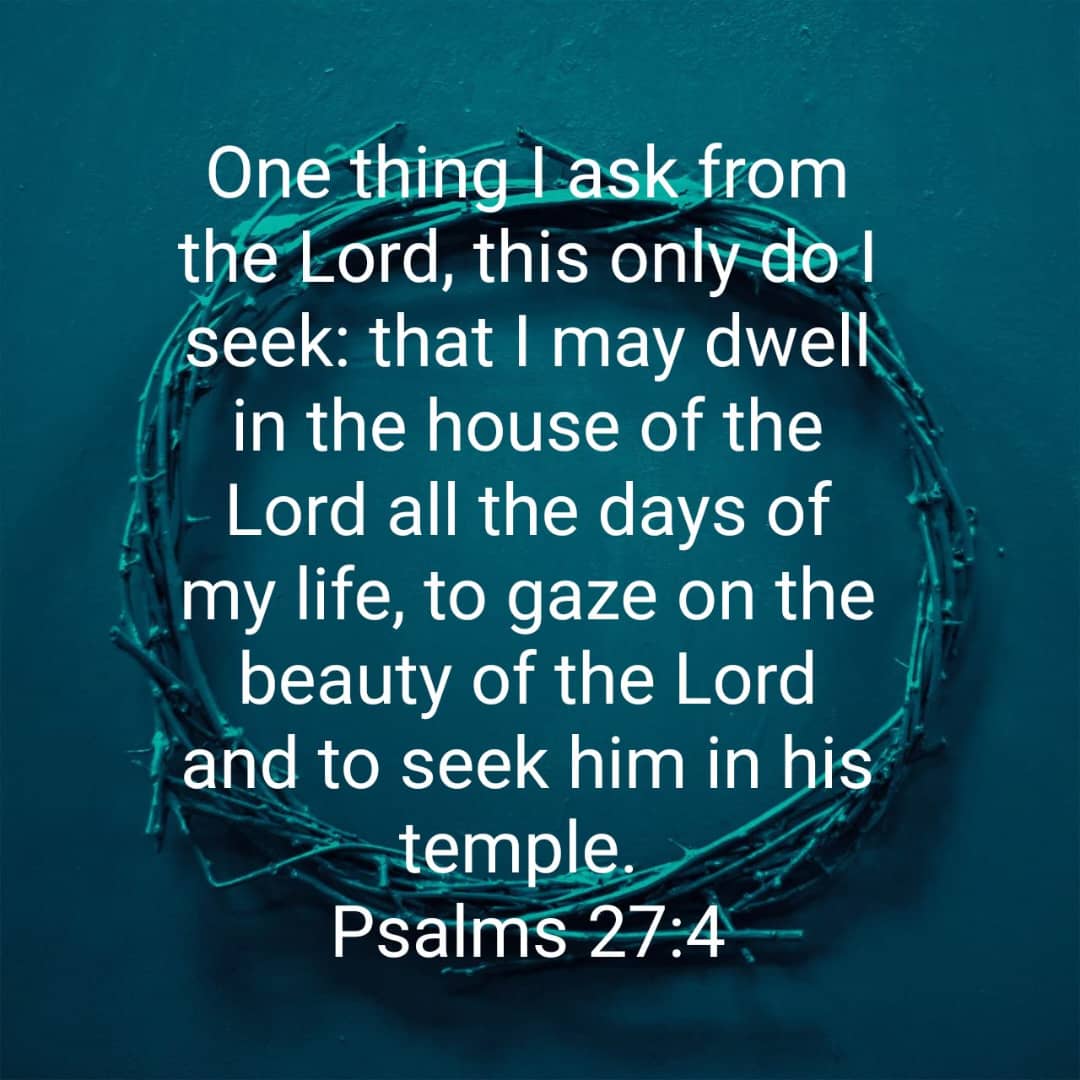 One thing I ask from
the Lord, this only do I
seek: that I may dwell
in the house of the
Lord all the days of
my life, to gaze on the
beauty of the Lord
and to seek him in his
temple.
Psalms 27:4